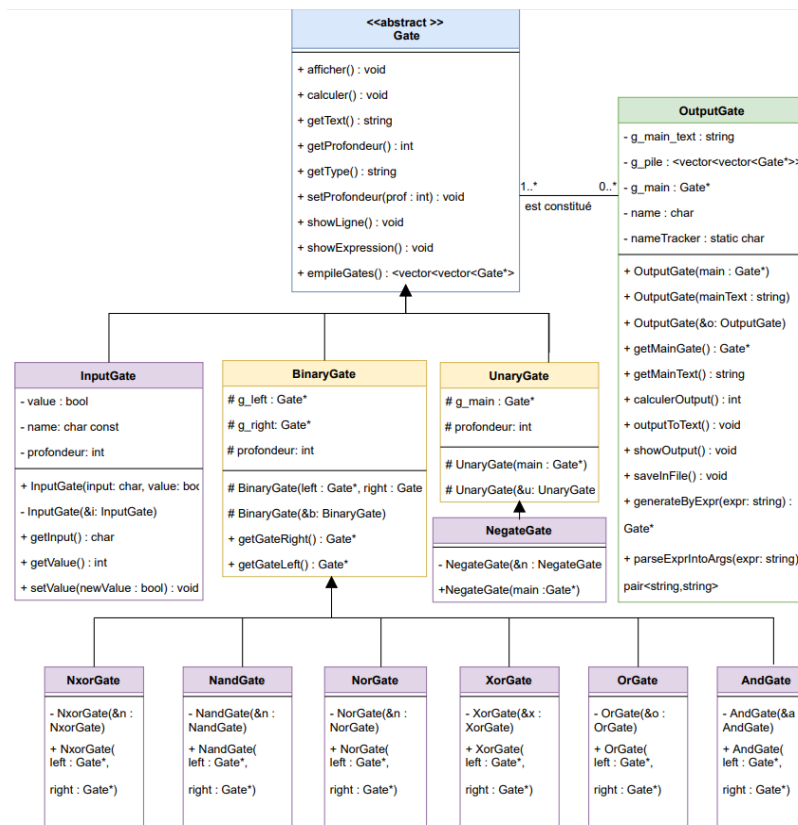 <<abstract >>
Gate
+ afficher() : void
+ calculer() : void
+ getText() : string
+ getProfondeur() : int
+ getType() : string
+ setProfondeur(prof : int) : void
+ showLigne() : void
+ showExpression() : void
+ empileGates() : <vector<vector<Gate*>
1..*
0..*
est constitué
OutputGate
- g_main_text : string
- g_pile : <vector<vector<Gate*>>
- g_main : Gate*
- name : char
- nameTracker : static char
+ OutputGate(main : Gate*)
+ OutputGate(mainText : string)
+ OutputGate(&o: OutputGate)
+ getMainGate() : Gate*
+ getMainText() : string
+ calculerOutput() : int
+ outputToText() : void
+ showOutput() : void
+ saveInFile() : void
+ generateByExpr(expr: string) :
Gate*
+ parseExprIntoArgs(expr: string)
pair<string,string>
InputGate
- value : bool
- name: char const
- profondeur: int
+ InputGate(input: char, value: boo
- InputGate(&i: InputGate)
+ getInput() : char
+ getValue() : int
+ setValue(newValue : bool) : void
BinaryGate
# g_left : Gate*
# g_right: Gate*
# profondeur: int
# BinaryGate(left : Gate*, right : Gate
# BinaryGate(&b: BinaryGate)
+ getGateRight() : Gate*
+ getGateLeft() : Gate*
UnaryGate
# g_main : Gate*
# profondeur: int
# UnaryGate(main : Gate*)
# UnaryGate(&u: UnaryGate
NegateGate
- NegateGate(&n : NegateGate
+NegateGate(main :Gate*)
NxorGate
- NxorGate(&n :
NxorGate)
+ NxorGate(
left : Gate*,
right : Gate*)
NandGate
- NandGate(&n :
NandGate)
+ NandGate(
left : Gate*,
right : Gate*)
NorGate
- NorGate(&n :
NorGate)
+ NorGate(
left : Gate*,
right : Gate*)
XorGate
- XorGate(&x :
XorGate)
+ XorGate(
left : Gate*,
right : Gate*)
OrGate
- OrGate(&o :
OrGate)
+ OrGate(
left : Gate*,
right : Gate*)
AndGate
- AndGate(&a
AndGate)
+ AndGate(
left : Gate*,
right : Gate*)